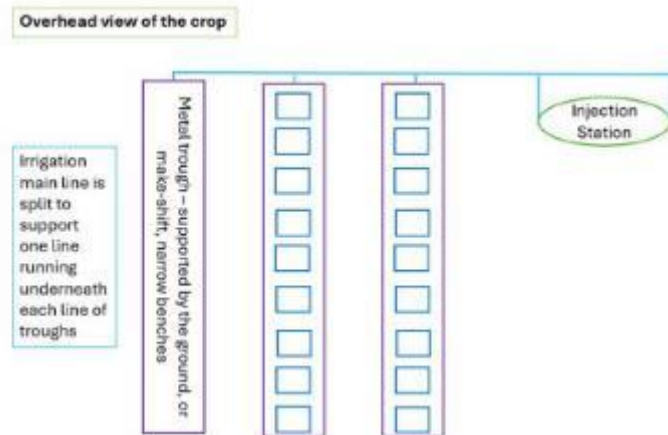 Overhead view of the crop
Metal trough – supported by the ground, or
make-shift, narrow benches
Injection
Station
Irrigation
main line is
split to
support
one line
running
underneath
each line of
troughs